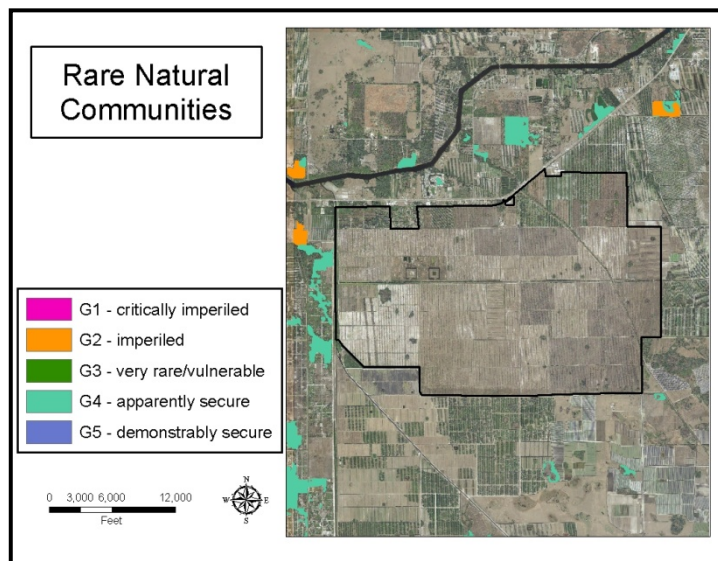 Rare Natural
Communities
G1 - critically imperiled
G2 - imperiled
G3 - very rare/vulnerable
G4 - apparently secure
G5 - demonstrably secure
0 3,000 6,000 12,000
Feet
N
W E
S